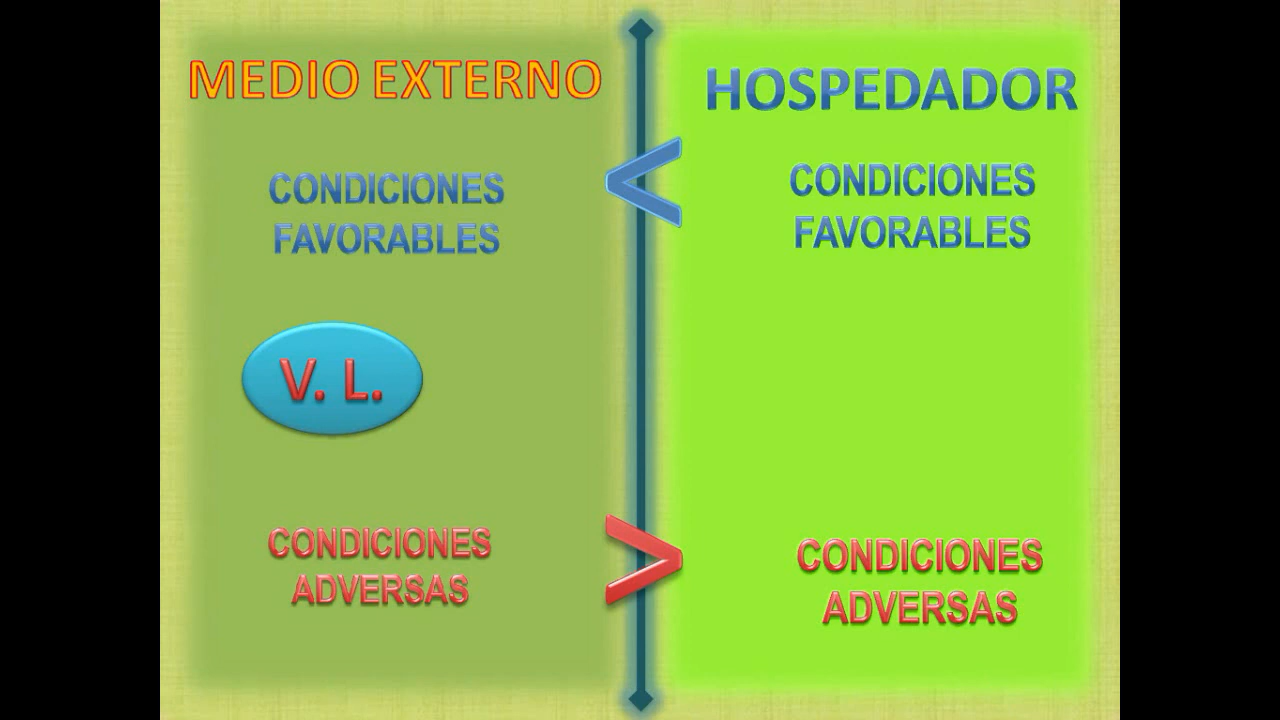 MEDIO EXTERNO
CONDICIONES
FAVORABLES
V. L.
CONDICIONES
ADVERSAS
<
>
HOSPEDADOR
CONDICIONES
FAVORABLES
CONDICIONES
ADVERSAS